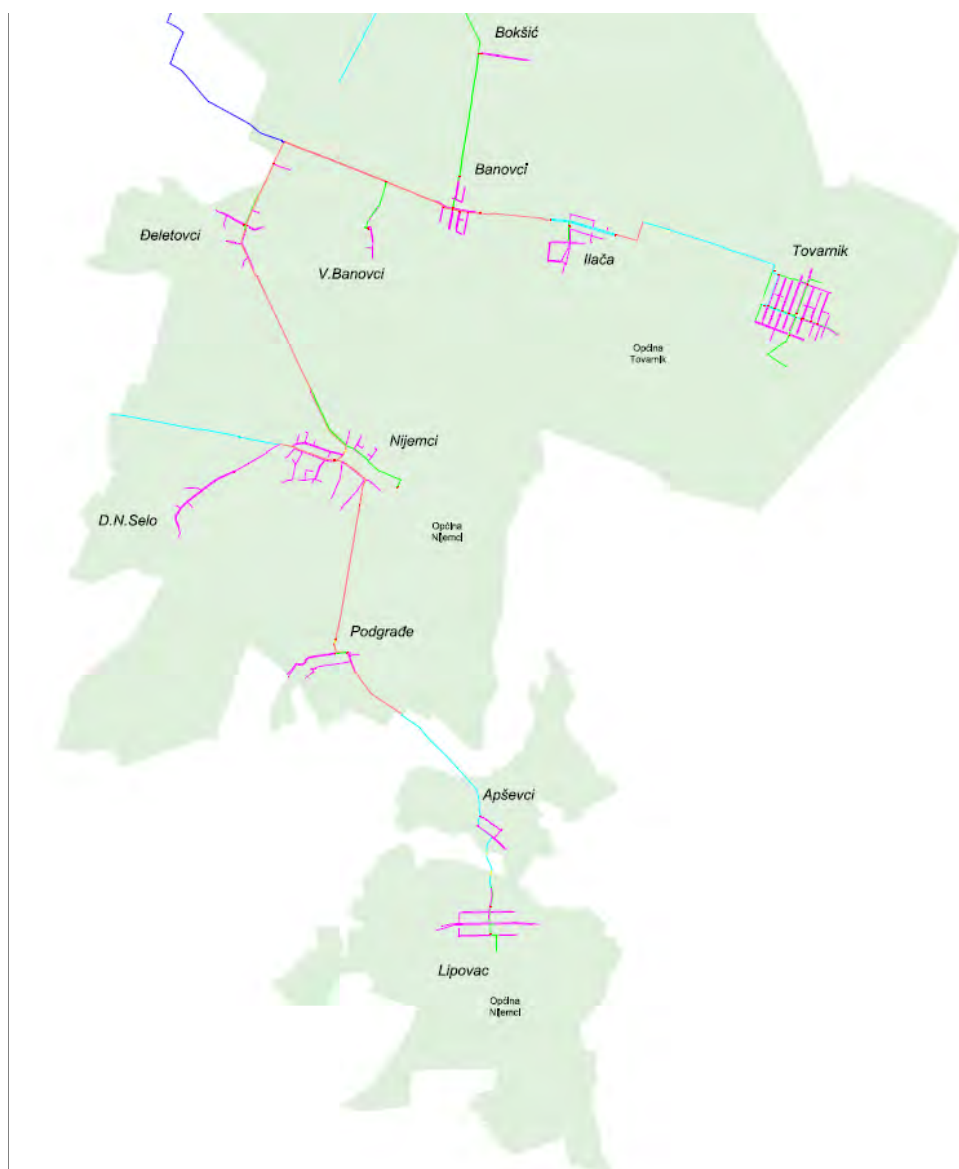 Bokšić
Banovci
Đeletovci
V.Banovci
Ilača
Tovarnik
Općina
Tovarnik
Nijemci
D.N.Selo
Općina
Nijemci
Podgrađe
Apševci
Lipovac
Općina
Nijemci